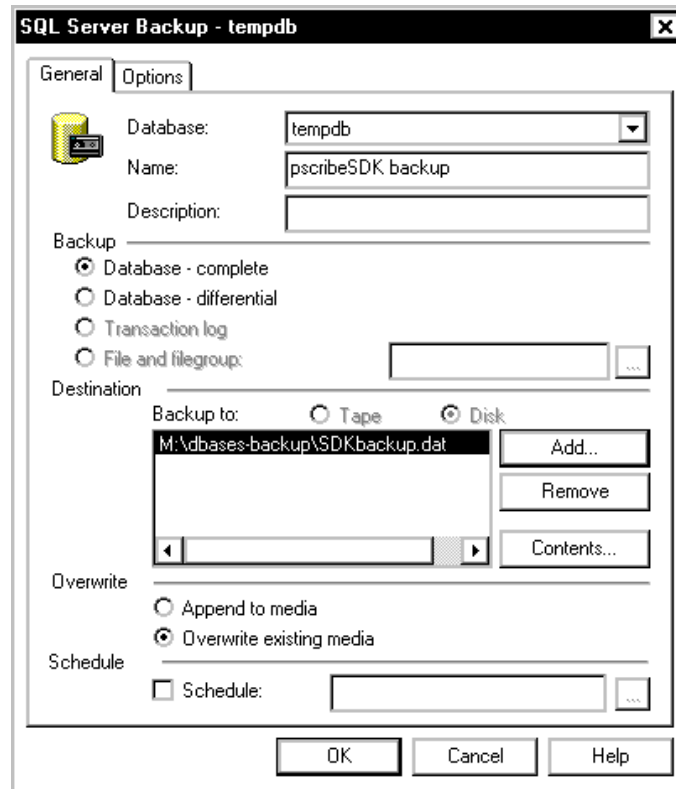 SQL Server Backup - tempdb
General Options
Database: tempdb
Name: pscribeSDK backup
Description:
Backup
Database - complete
Database - differential
Transaction log
File and filegroup: ...
Destination
Backup to: Tape Disk
M:\dbases-backup\SDKbackup.dat Add...
Remove
Contents...
Overwrite
Append to media
Overwrite existing media
Schedule
Schedule: ...
OK Cancel Help